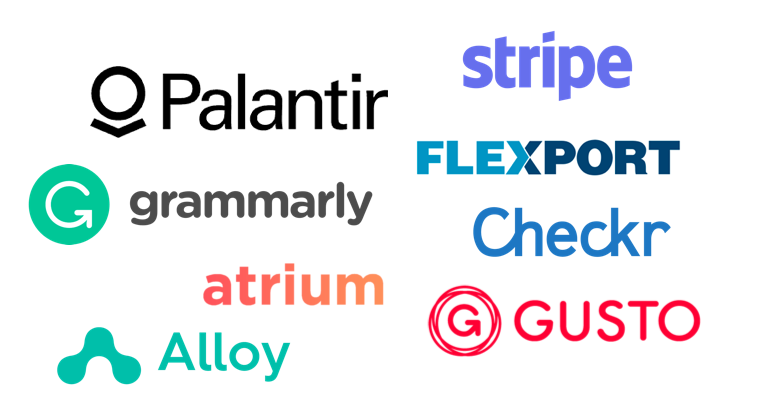 Palantir
stripe
grammarly
FLEXPORT
atrium
Checkr
Alloy
GUSTO